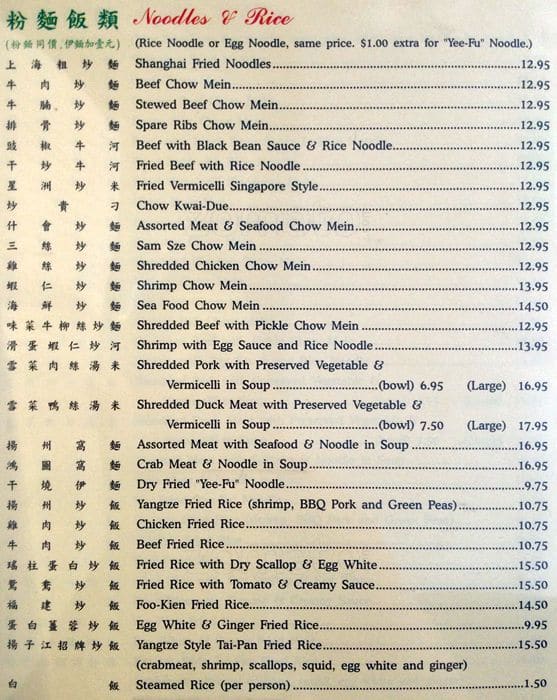 粉麵飯類 Noodles & Rice
(粉麵同價,伊麵加壹元) (Rice Noodle or Egg Noodle, same price. $1.00 extra for "Yee-Fu" Noodle.)
上海粗炒麵 Shanghai Fried Noodles 12.95
牛肉炒麵 Beef Chow Mein 12.95
牛腩炒麵 Stewed Beef Chow Mein 12.95
排骨炒麵 Spare Ribs Chow Mein 12.95
豉椒牛河 Beef with Black Bean Sauce & Rice Noodle 12.95
干炒牛河 Fried Beef with Rice Noodle 12.95
星洲炒米 Fried Vermicelli Singapore Style 12.95
炒貴刁 Chow Kwai-Due 12.95
什會炒麵 Assorted Meat & Seafood Chow Mein 12.95
三絲炒麵 Sam Sze Chow Mein 12.95
雞絲炒麵 Shredded Chicken Chow Mein 12.95
蝦仁炒麵 Shrimp Chow Mein 13.95
海鮮炒麵 Sea Food Chow Mein 14.50
味菜牛柳絲炒麵 Shredded Beef with Pickle Chow Mein 12.95
滑蛋蝦仁炒河 Shrimp with Egg Sauce and Rice Noodle 13.95
雪菜肉絲湯米 Shredded Pork with Preserved Vegetable &
Vermicelli in Soup (bowl) 6.95 (Large) 16.95
雪菜鴨絲湯米 Shredded Duck Meat with Preserved Vegetable &
Vermicelli in Soup (bowl) 7.50 (Large) 17.95
揚州窩麵 Assorted Meat with Seafood & Noodle in Soup 16.95
鴻圖窩麵 Crab Meat & Noodle in Soup 16.95
干燒伊麵 Dry Fried "Yee-Fu" Noodle 9.75
揚州炒飯 Yangtze Fried Rice (shrimp, BBQ Pork and Green Peas) 10.75
雞肉炒飯 Chicken Fried Rice 10.75
牛肉炒飯 Beef Fried Rice 10.75
瑤柱蛋白炒飯 Fried Rice with Dry Scallop & Egg White 15.50
鴛鴦炒飯 Fried Rice with Tomato & Creamy Sauce 15.50
福建炒飯 Foo-Kien Fried Rice 14.50
蛋白薑蓉炒飯 Egg White & Ginger Fried Rice 9.95
揚子江招牌炒飯 Yangtze Style Tai-Pan Fried Rice 15.50
(crabmeat, shrimp, scallops, squid, egg white and ginger)
白飯 Steamed Rice (per person) 1.50